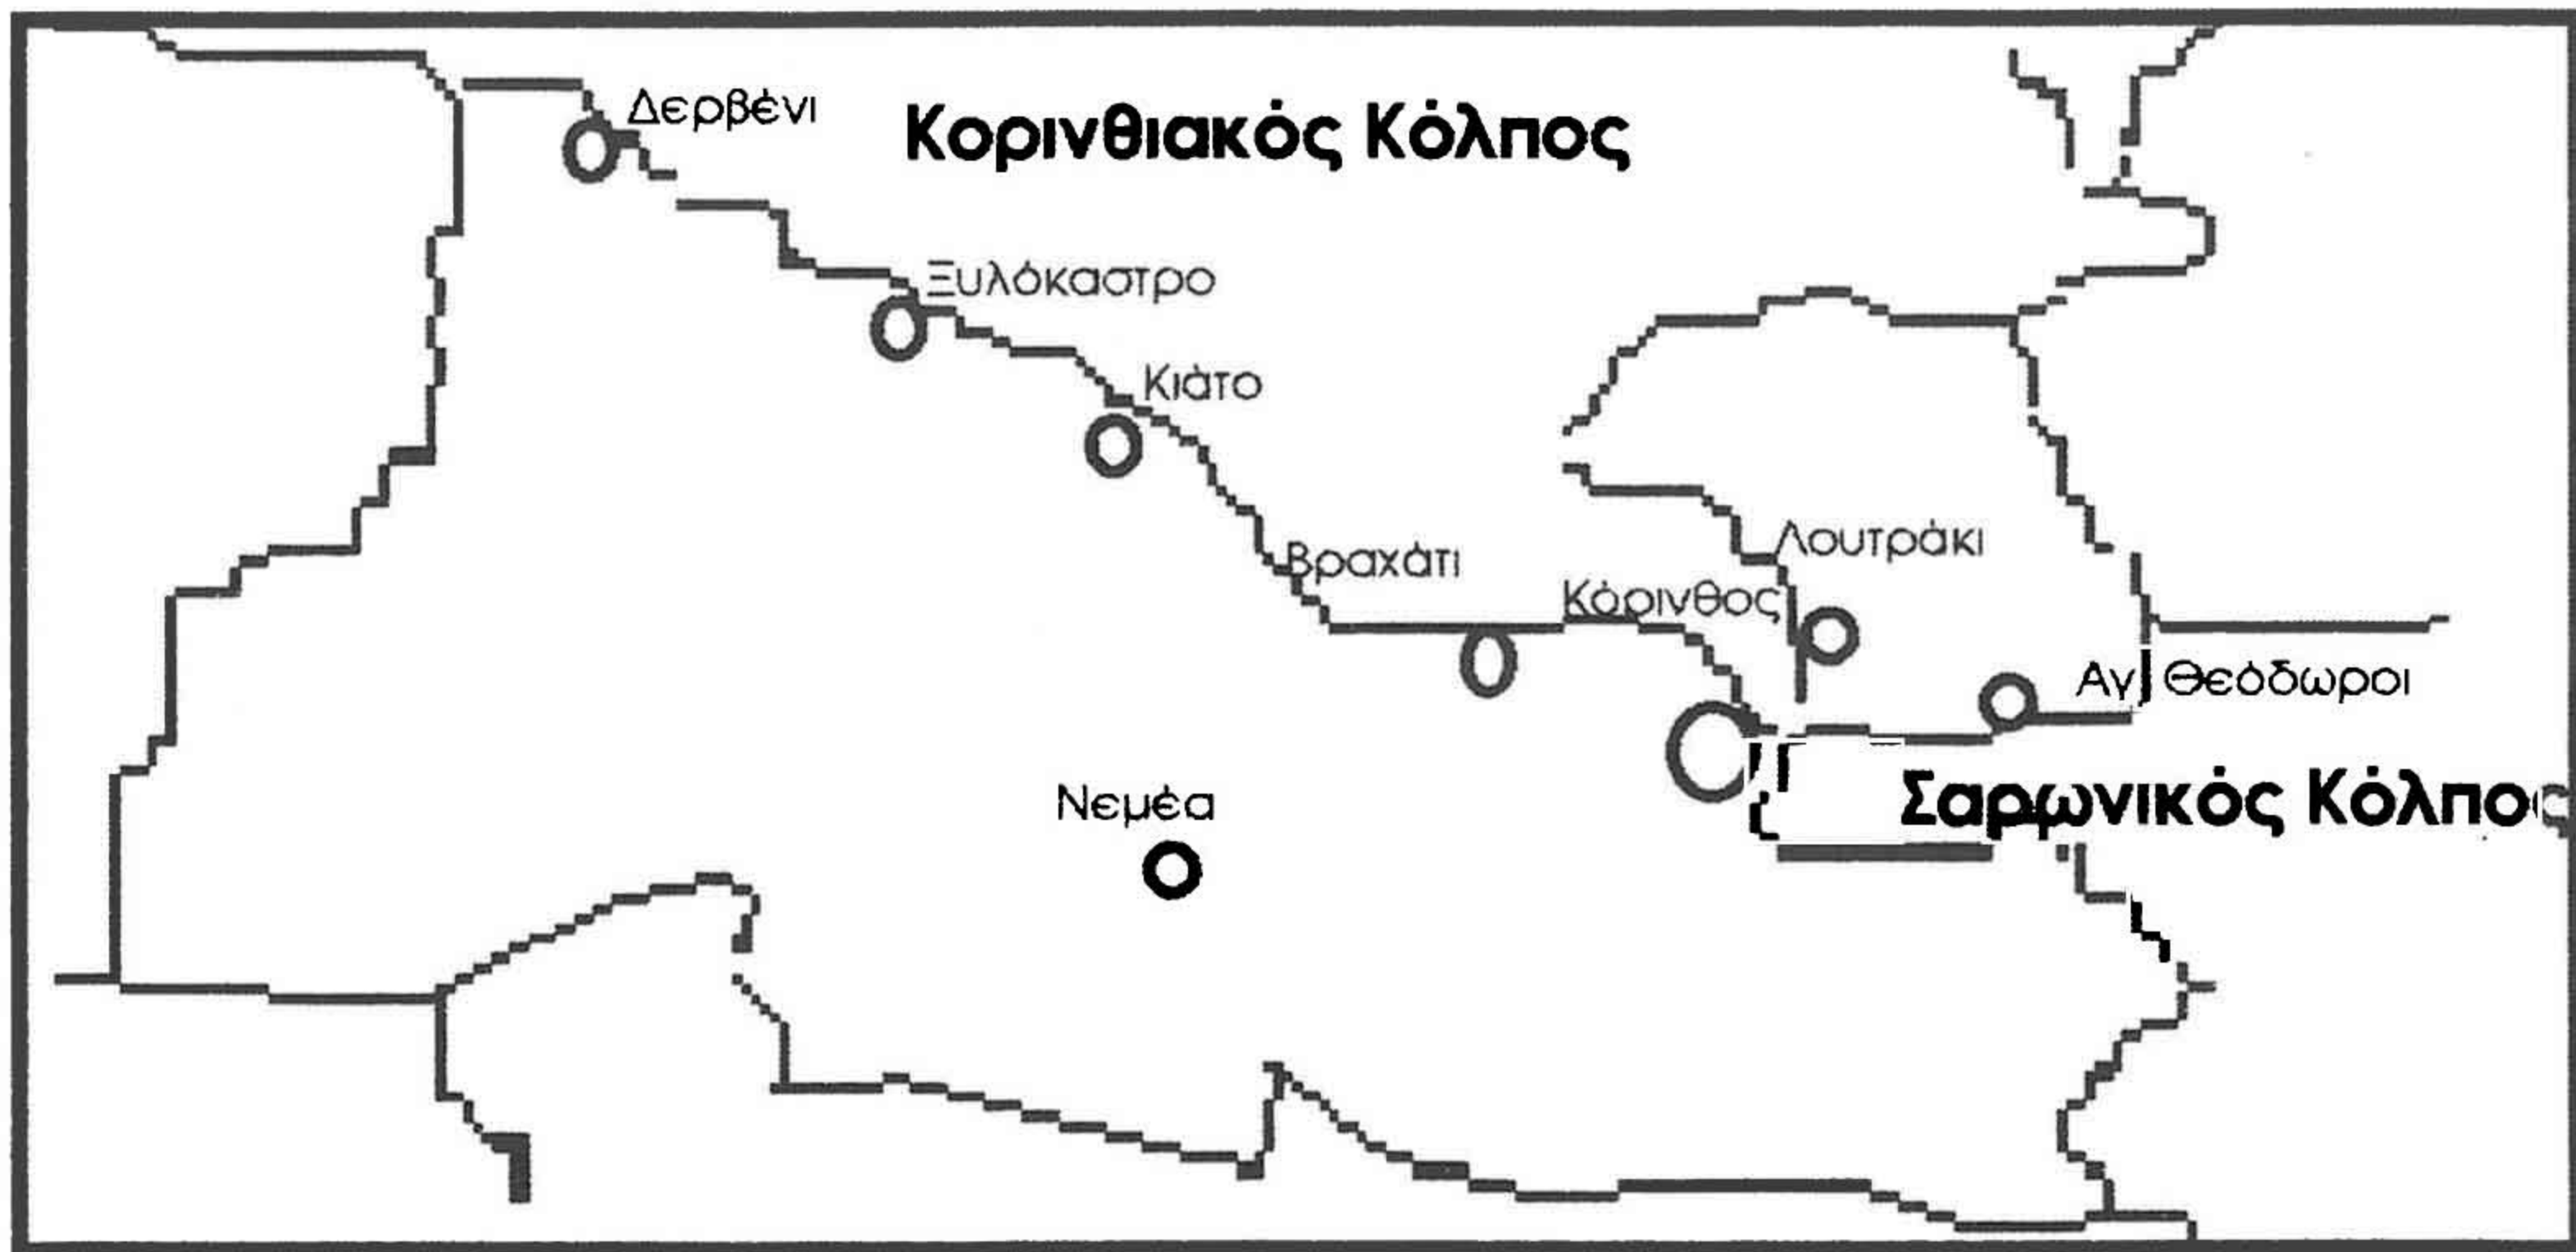 Δερβένι
Κορινθιακός Κόλπος
Ξυλόκαστρο
Κιάτο
Λουτράκι
Βραχάτι
Κόρινθος
Αγ Θεόδωροι
Νεμέα
Σαρωνικός Κόλπος